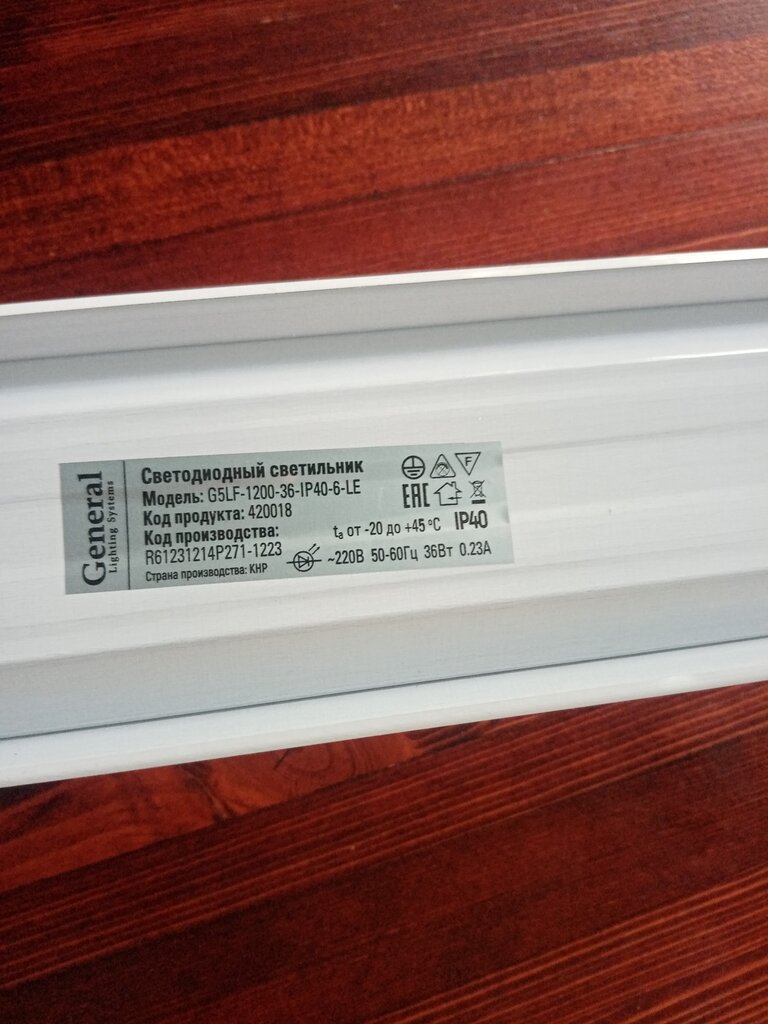 General
Lighting Systems
Светодиодный светильник
Модель: G5LF-1200-36-IP40-6-LE
Код продукта: 420018
Код производства:
R61231214P271-1223
Страна производства: КНР
F
EAC
tₐ от -20 до +45 °C IP40
~220В 50-60Гц 36Вт 0.23А